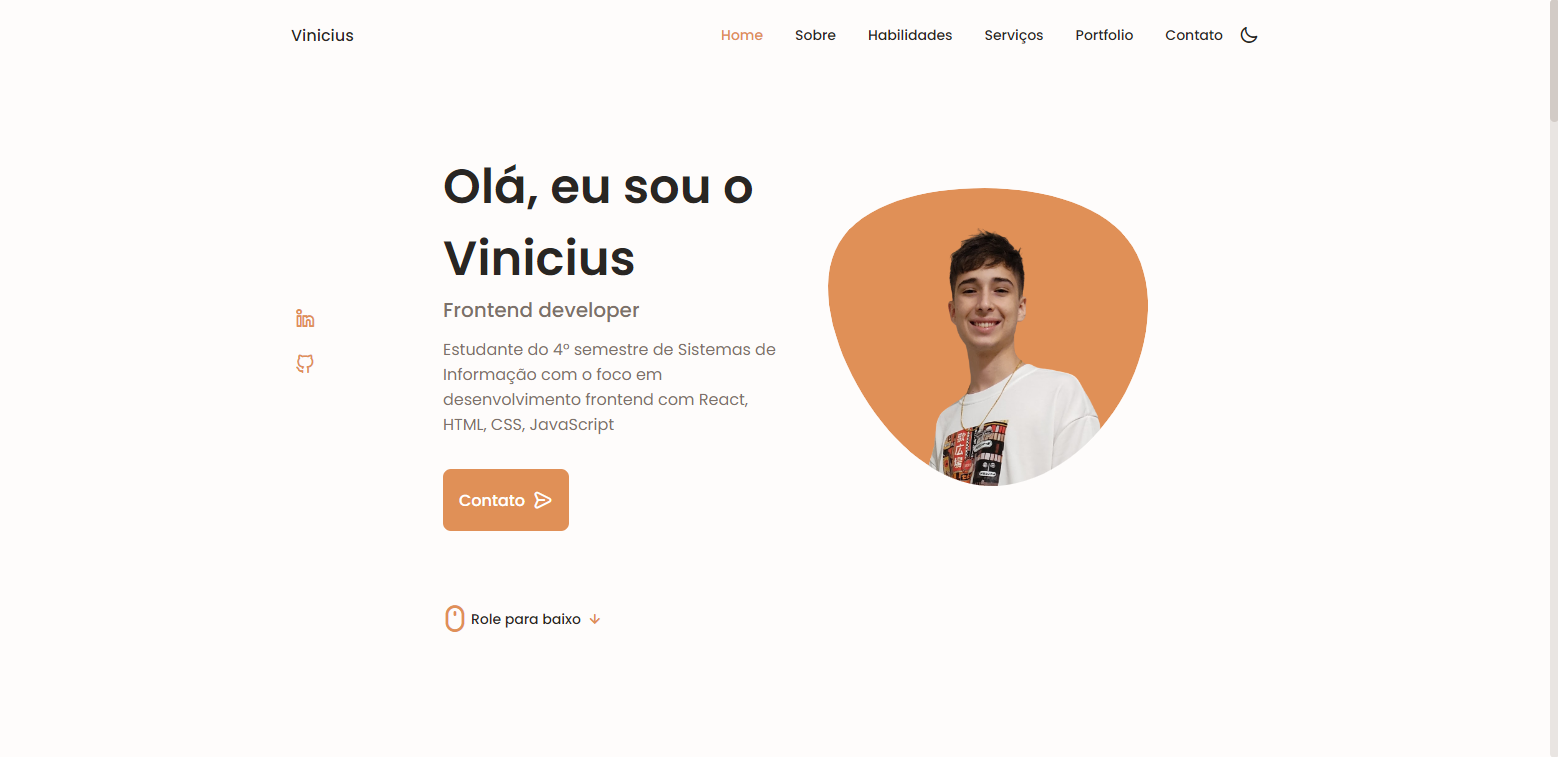 Vinicius
Home Sobre Habilidades Serviços Portfolio Contato
Olá, eu sou o
Vinicius
Frontend developer
Estudante do 4º semestre de Sistemas de
Informação com o foco em
desenvolvimento frontend com React,
HTML, CSS, JavaScript
Contato
Role para baixo
in